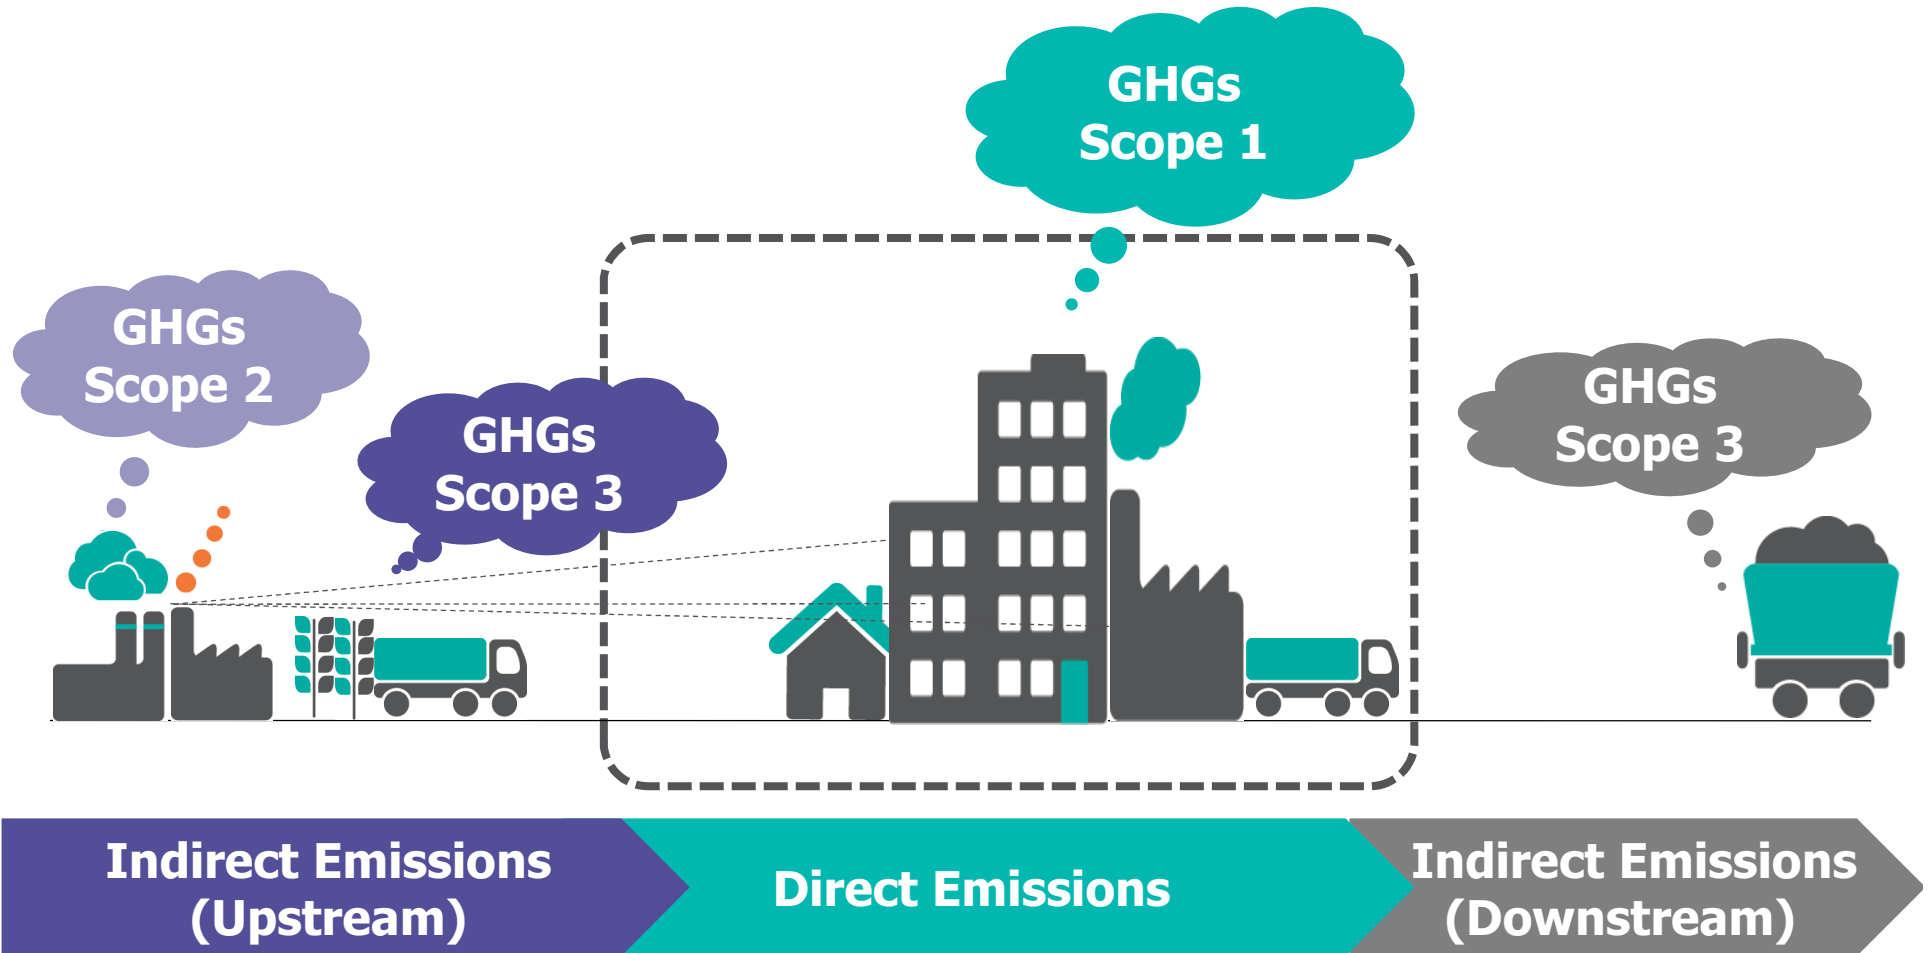 GHGs
Scope 1
GHGs
Scope 2
GHGs
Scope 3
GHGs
Scope 3
Indirect Emissions
(Upstream)
Direct Emissions
Indirect Emissions
(Downstream)